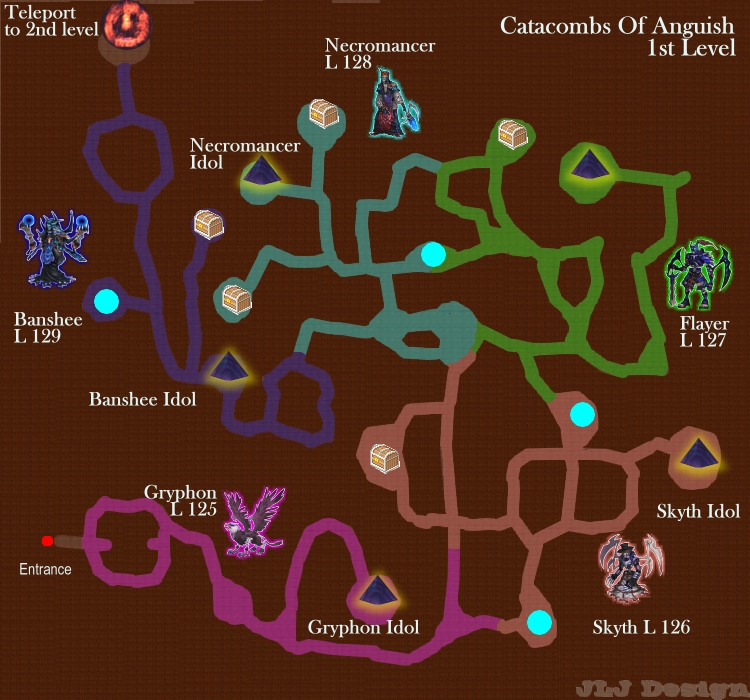 Teleport
to 2nd level
Catacombs Of Anguish
1st Level
Necromancer
L 128
Necromancer
Idol
Banshee
L 129
Flayer
L 127
Banshee Idol
Gryphon
L 125
Skyth Idol
Entrance
Gryphon Idol
Skyth L 126
JLJ Design